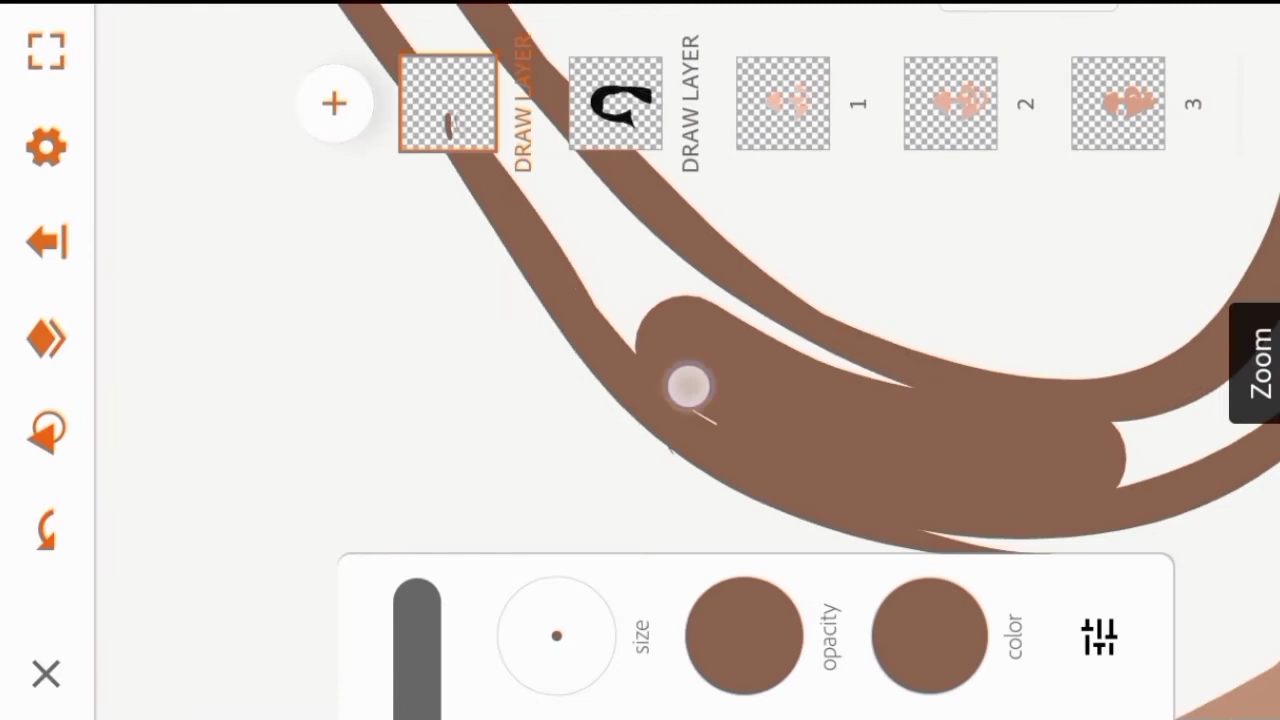 DRAW LAYER
DRAW LAYER
1
2
3
Zoom
size
opacity
color